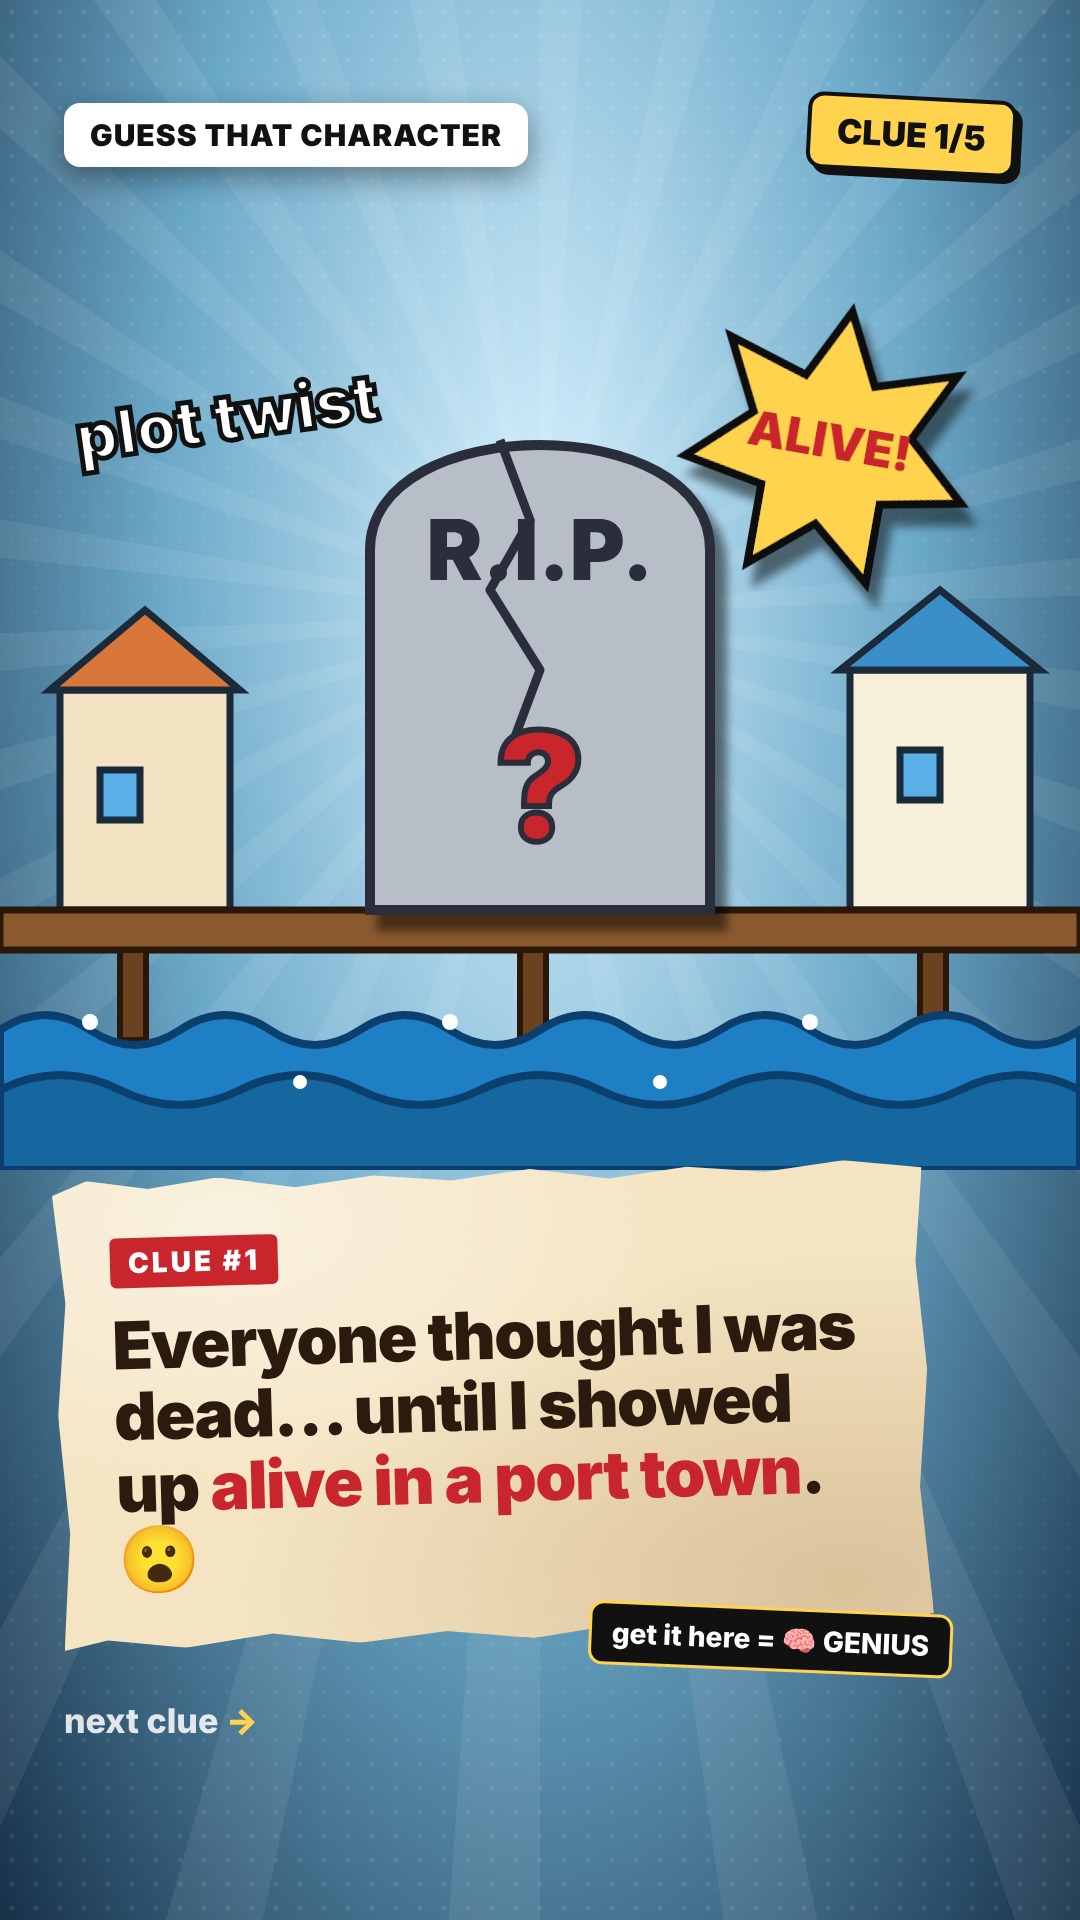 GUESS THAT CHARACTER
CLUE 1/5
plot twist
ALIVE!
R.I.P.
?
CLUE #1
Everyone thought I was
dead... until I showed
up alive in a port town.
😮
get it here = 🧠 GENIUS
next clue →